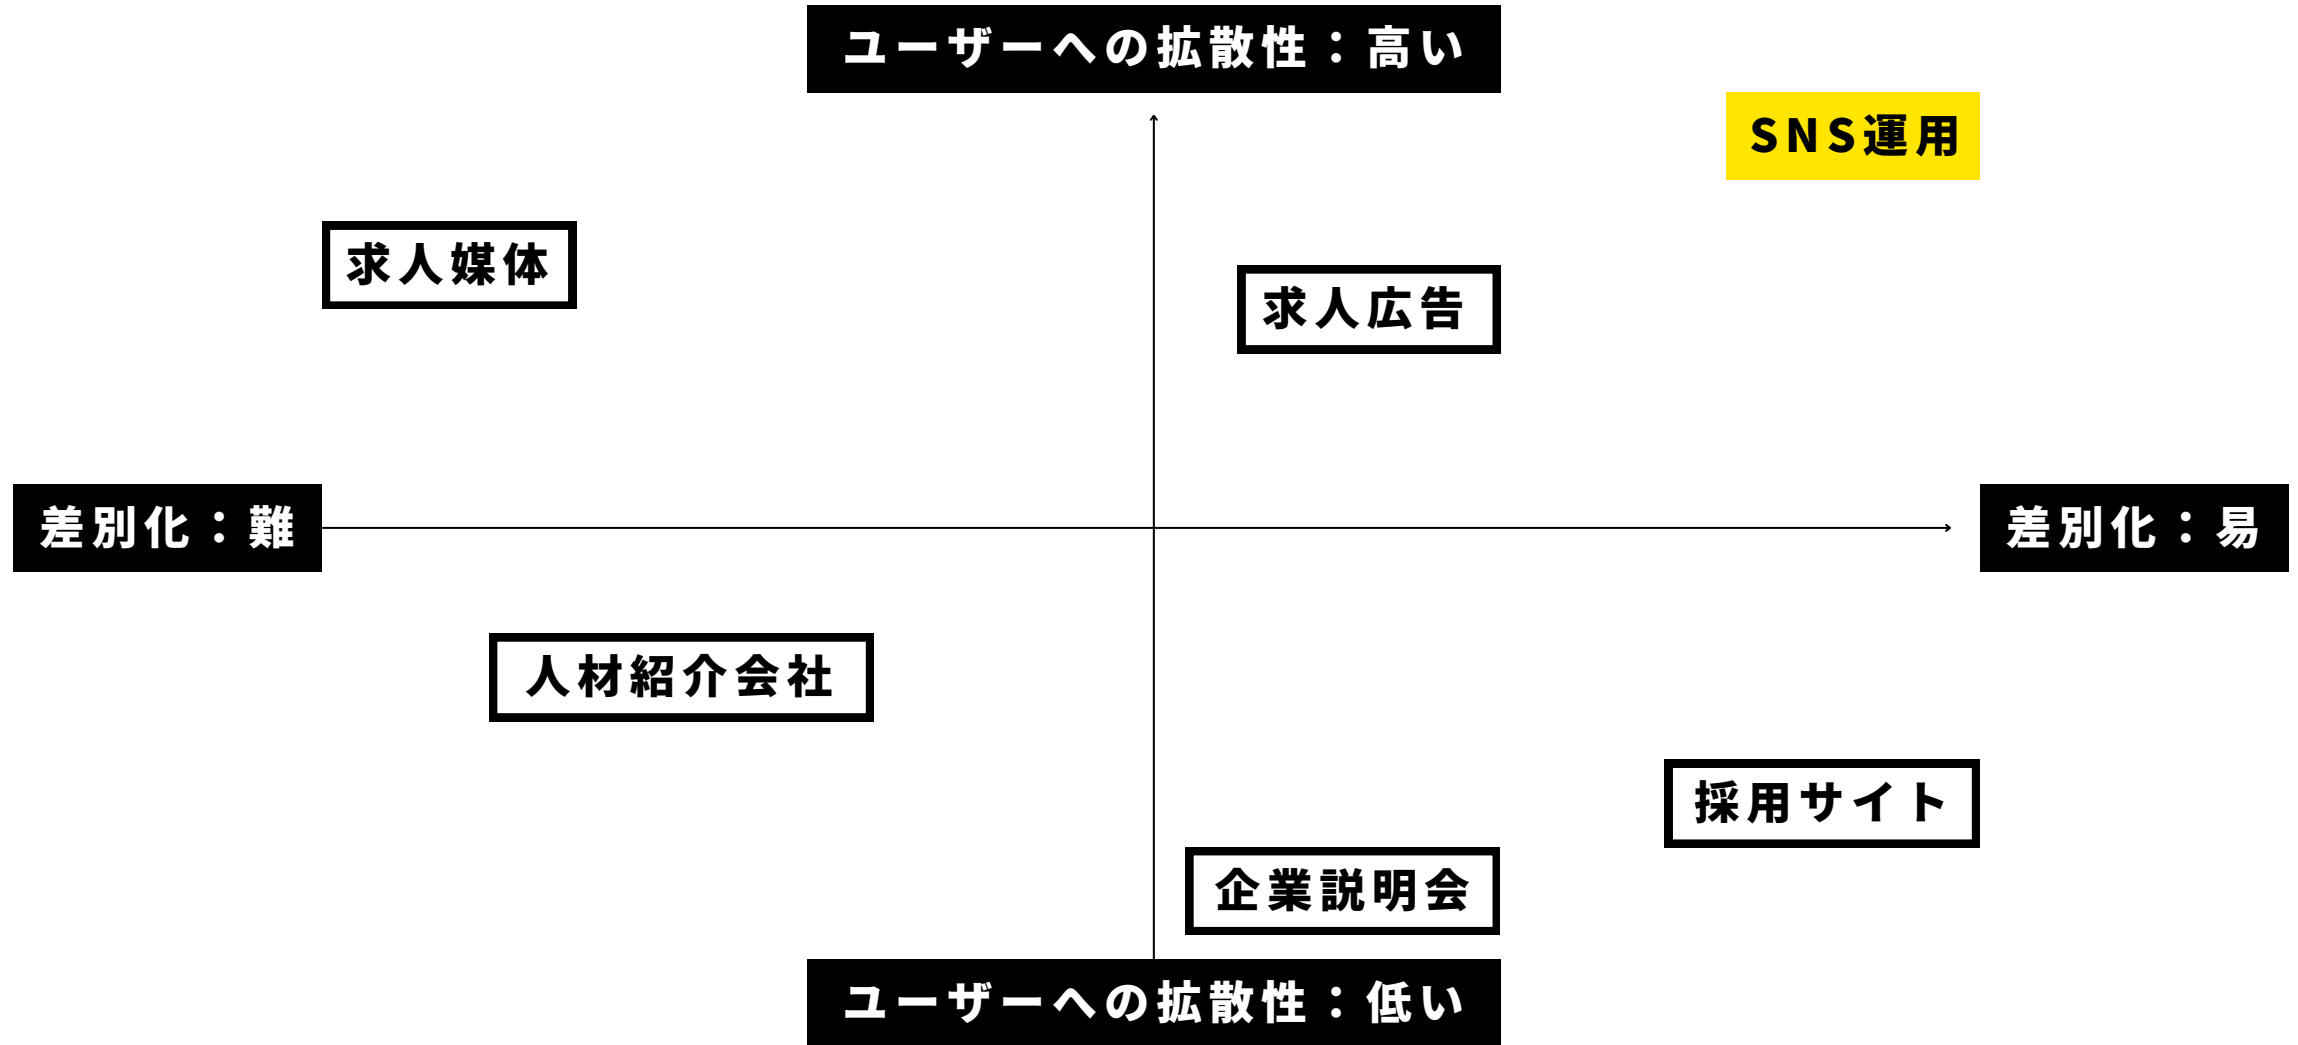 ユーザーへの拡散性：高い
SNS運用
求人媒体
求人広告
差別化：難
差別化：易
人材紹介会社
採用サイト
企業説明会
ユーザーへの拡散性：低い